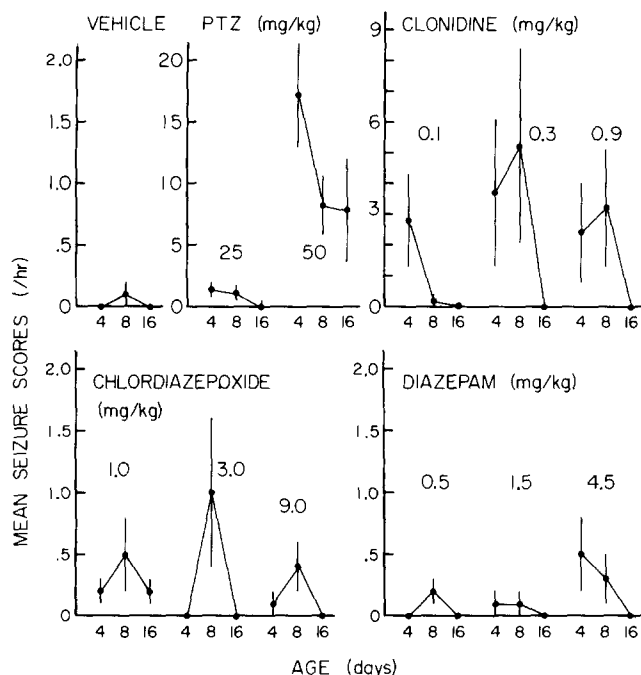 VEHICLE PTZ (mg/kg) CLONIDINE (mg/kg)
2.0 20 9
1.5 15 6
1.0 10 3
.5 5
0 0 0
25 50
0.1 0.3 0.9
4 8 16 4 8 16 4 8 16 4 8 16 4 8 16 4 8 16
MEAN SEIZURE SCORES (/hr)
CHLORDIAZEPOXIDE DIAZEPAM (mg/kg)
(mg/kg)
2.0 2.0
1.5 1.5
1.0 1.0
.5 .5
0 0
1.0 3.0 9.0
0.5 1.5 4.5
4 8 16 4 8 16 4 8 16 4 8 16 4 8 16 4 8 16
AGE (days)